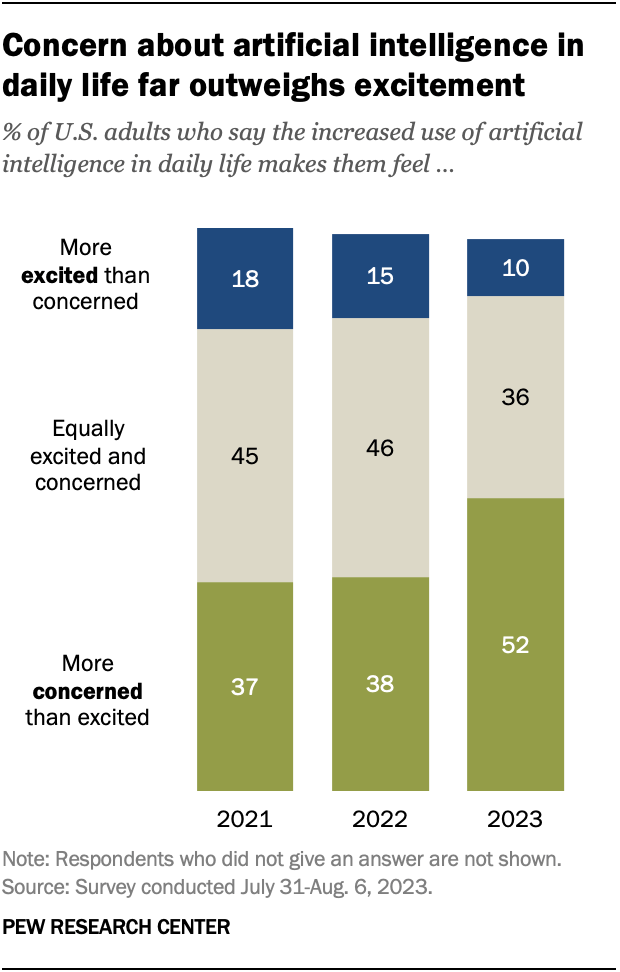 Concern about artificial intelligence in
daily life far outweighs excitement
% of U.S. adults who say the increased use of artificial
intelligence in daily life makes them feel ...
More
excited than
concerned
18
15
10
Equally
excited and
concerned
45
46
36
More
concerned
than excited
37
38
52
2021
2022
2023
Note: Respondents who did not give an answer are not shown.
Source: Survey conducted July 31-Aug. 6, 2023.
PEW RESEARCH CENTER